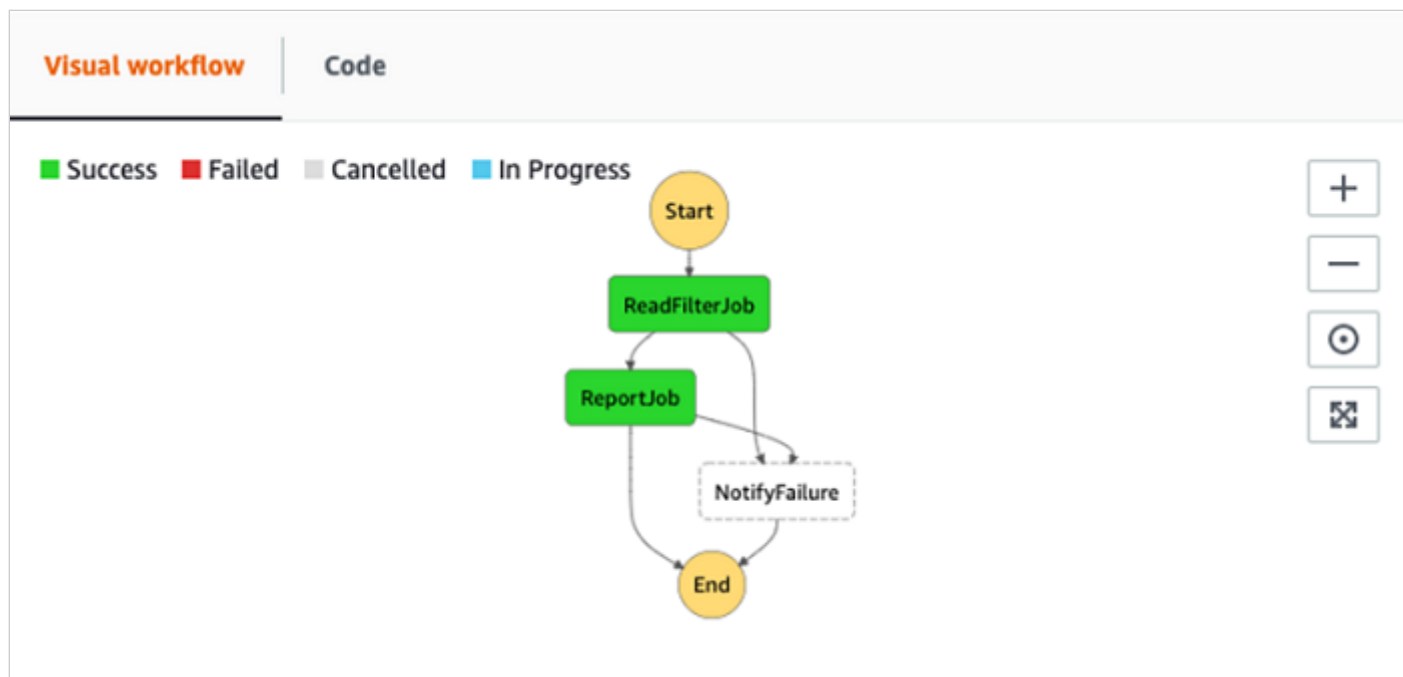 Visual workflow
Code
Success
Failed
Cancelled
In Progress
Start
ReadFilterJob
ReportJob
NotifyFailure
End